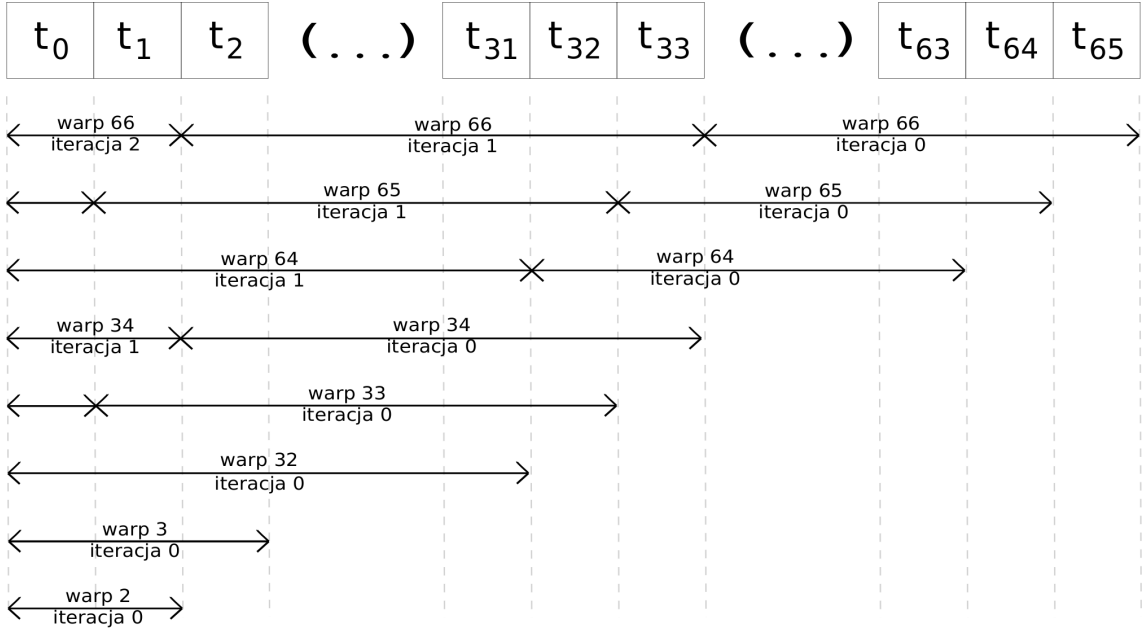 t0 t1 t2 (...) t31 t32 t33 (...) t63 t64 t65
warp 66 warp 66 warp 66
iteracja 2 iteracja 1 iteracja 0
warp 65 warp 65
iteracja 1 iteracja 0
warp 64 warp 64
iteracja 1 iteracja 0
warp 34 warp 34
iteracja 1 iteracja 0
warp 33
iteracja 0
warp 32
iteracja 0
warp 3
iteracja 0
warp 2
iteracja 0